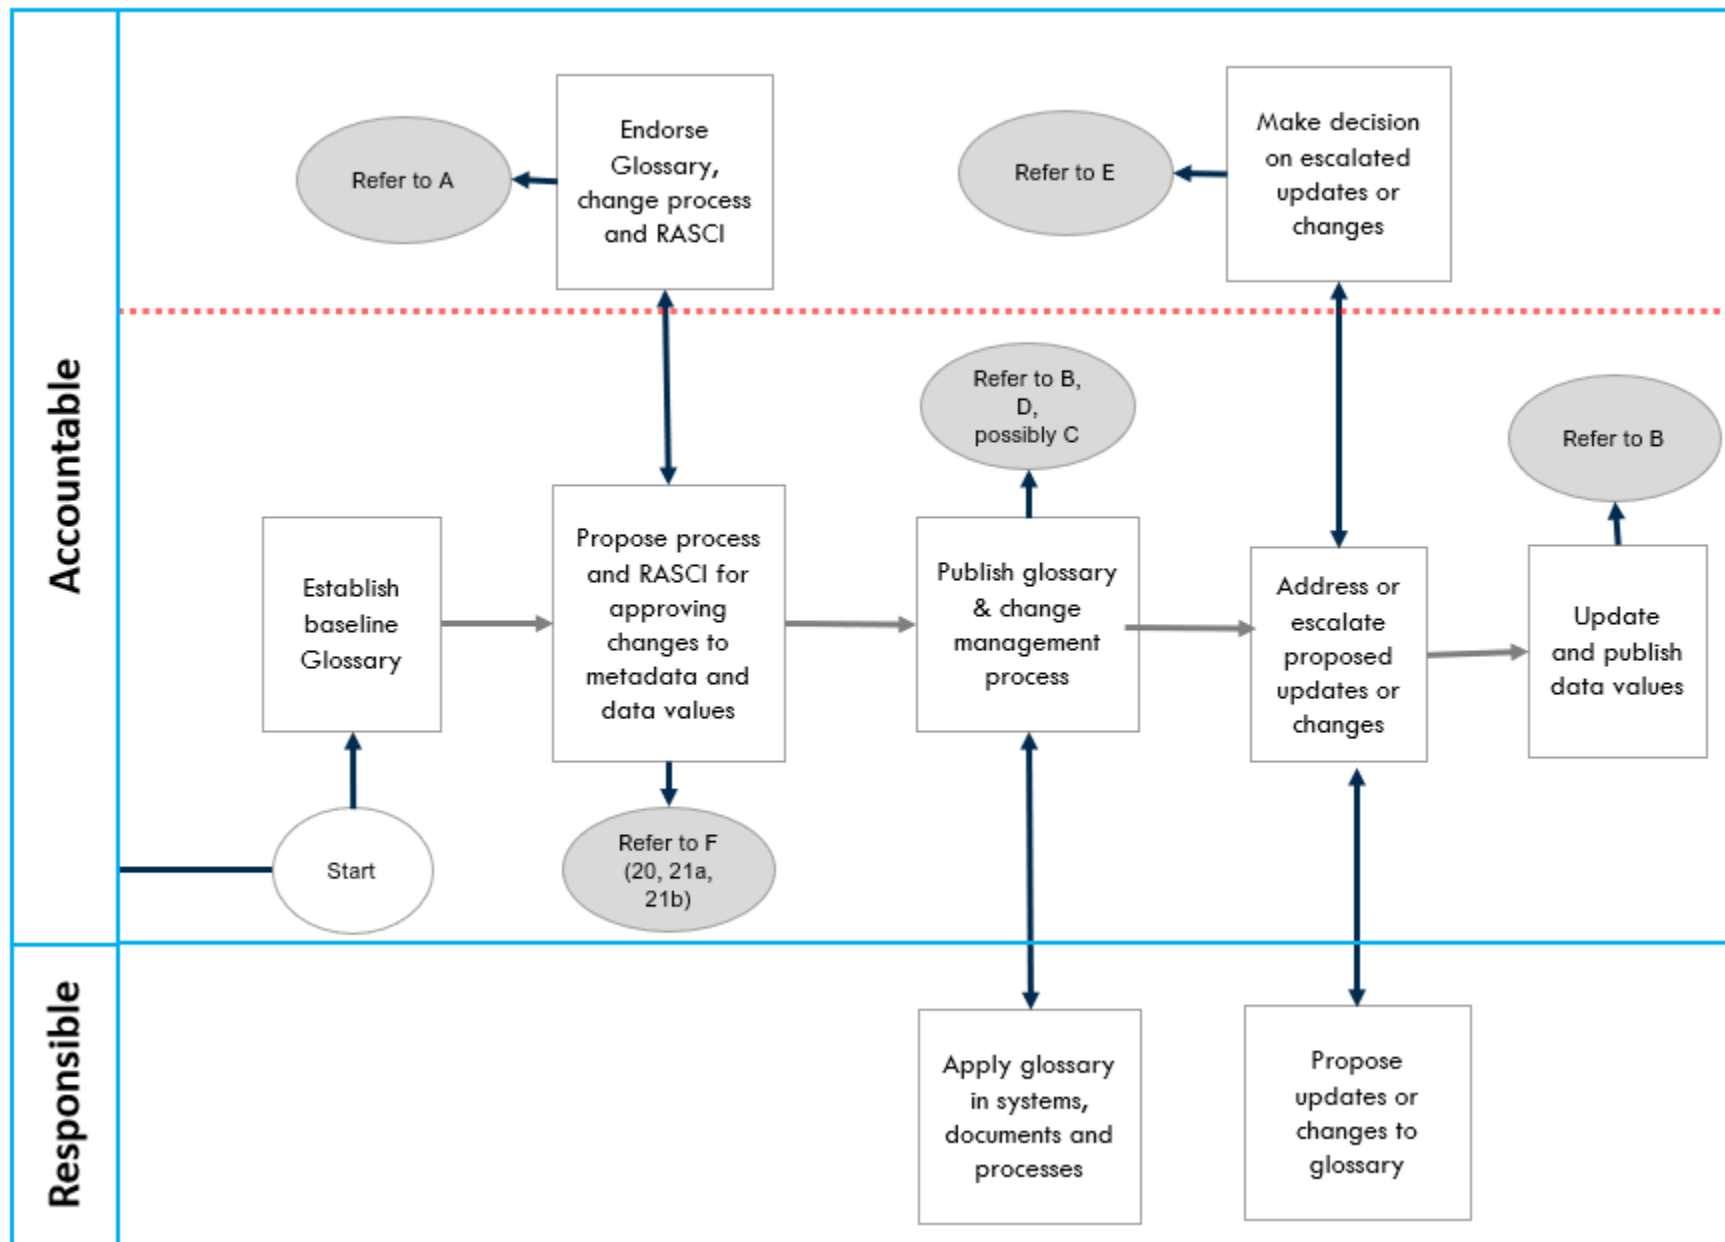 Accountable
Endorse
Glossary,
change process
and RASCI
Refer to A
Make decision
on escalated
updates or
changes
Refer to E
Refer to B,
D,
possibly C
Refer to B
Establish
baseline
Glossary
Propose process
and RASCI for
approving
changes to
metadata and
data values
Publish glossary
& change
management
process
Address or
escalate
proposed
updates or
changes
Update
and publish
data values
Start
Refer to F
(20, 21a,
21b)
Responsible
Apply glossary
in systems,
documents and
processes
Propose
updates or
changes to
glossary